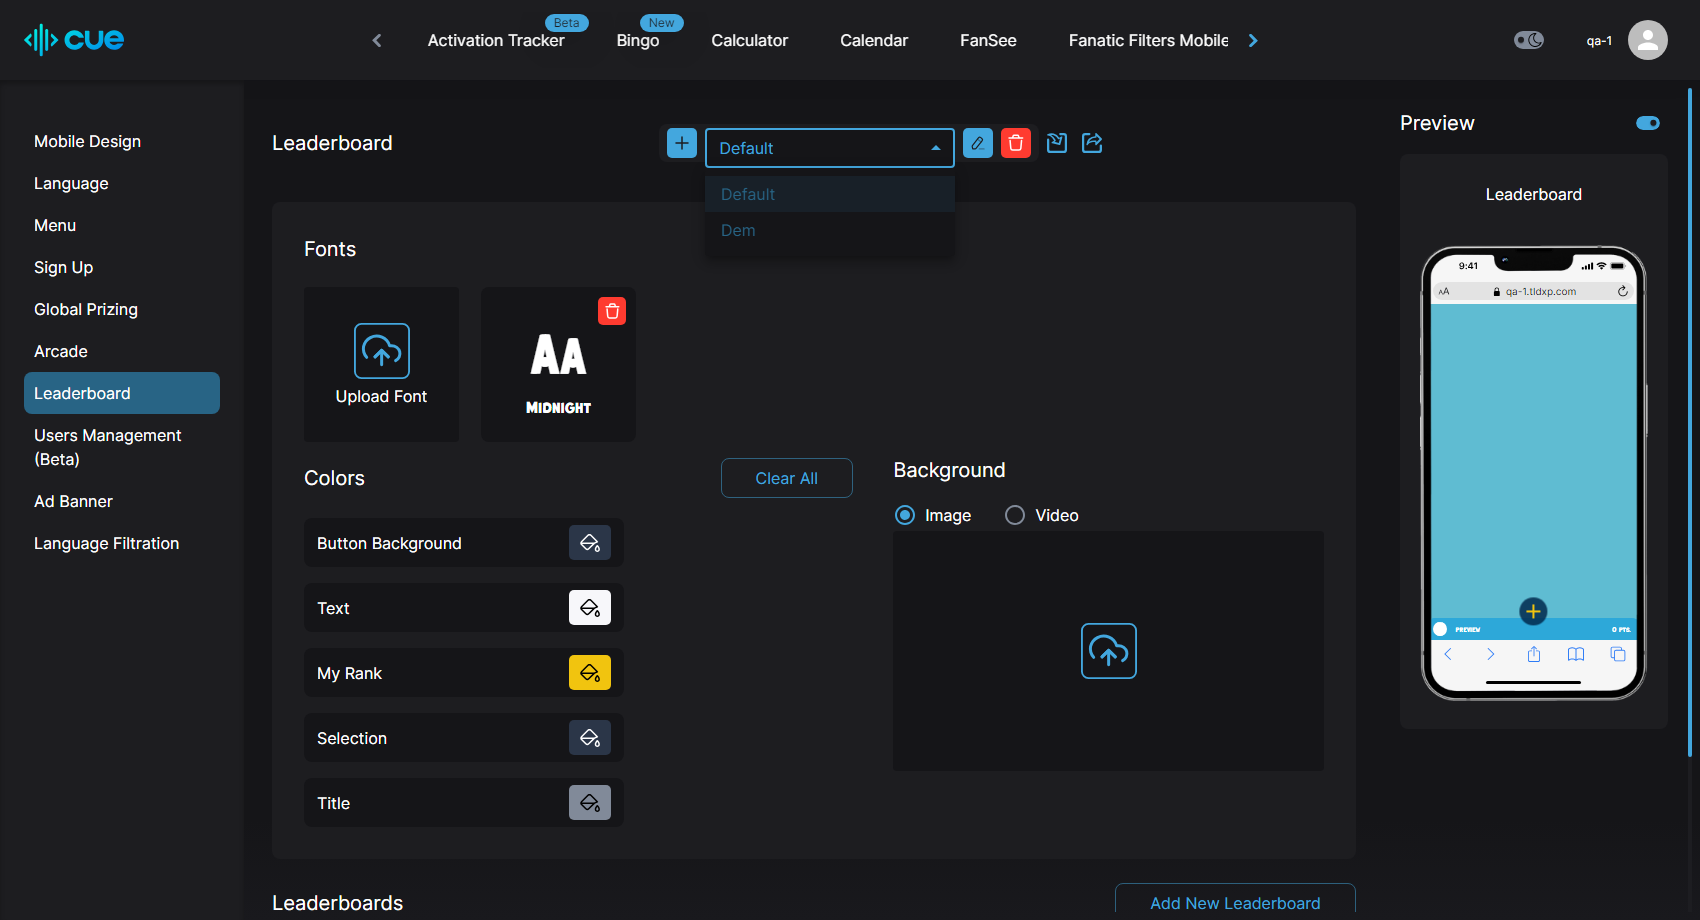 cue
Activation Tracker
Beta
Bingo
New
Calculator
Calendar
FanSee
Fanatic Filters Mobile
qa-1
Mobile Design
Language
Menu
Sign Up
Global Prizing
Arcade
Leaderboard
Users Management
(Beta)
Ad Banner
Language Filtration
Leaderboard
Default
Default
Dem
Fonts
Upload Font
AA
MIDNIGHT
Colors
Clear All
Button Background
Text
My Rank
Selection
Title
Background
Image
Video
Leaderboards
Add New Leaderboard
Preview
Leaderboard
9:41
AA
qa-1.tldxp.com
PREVIEW
0 PTS.